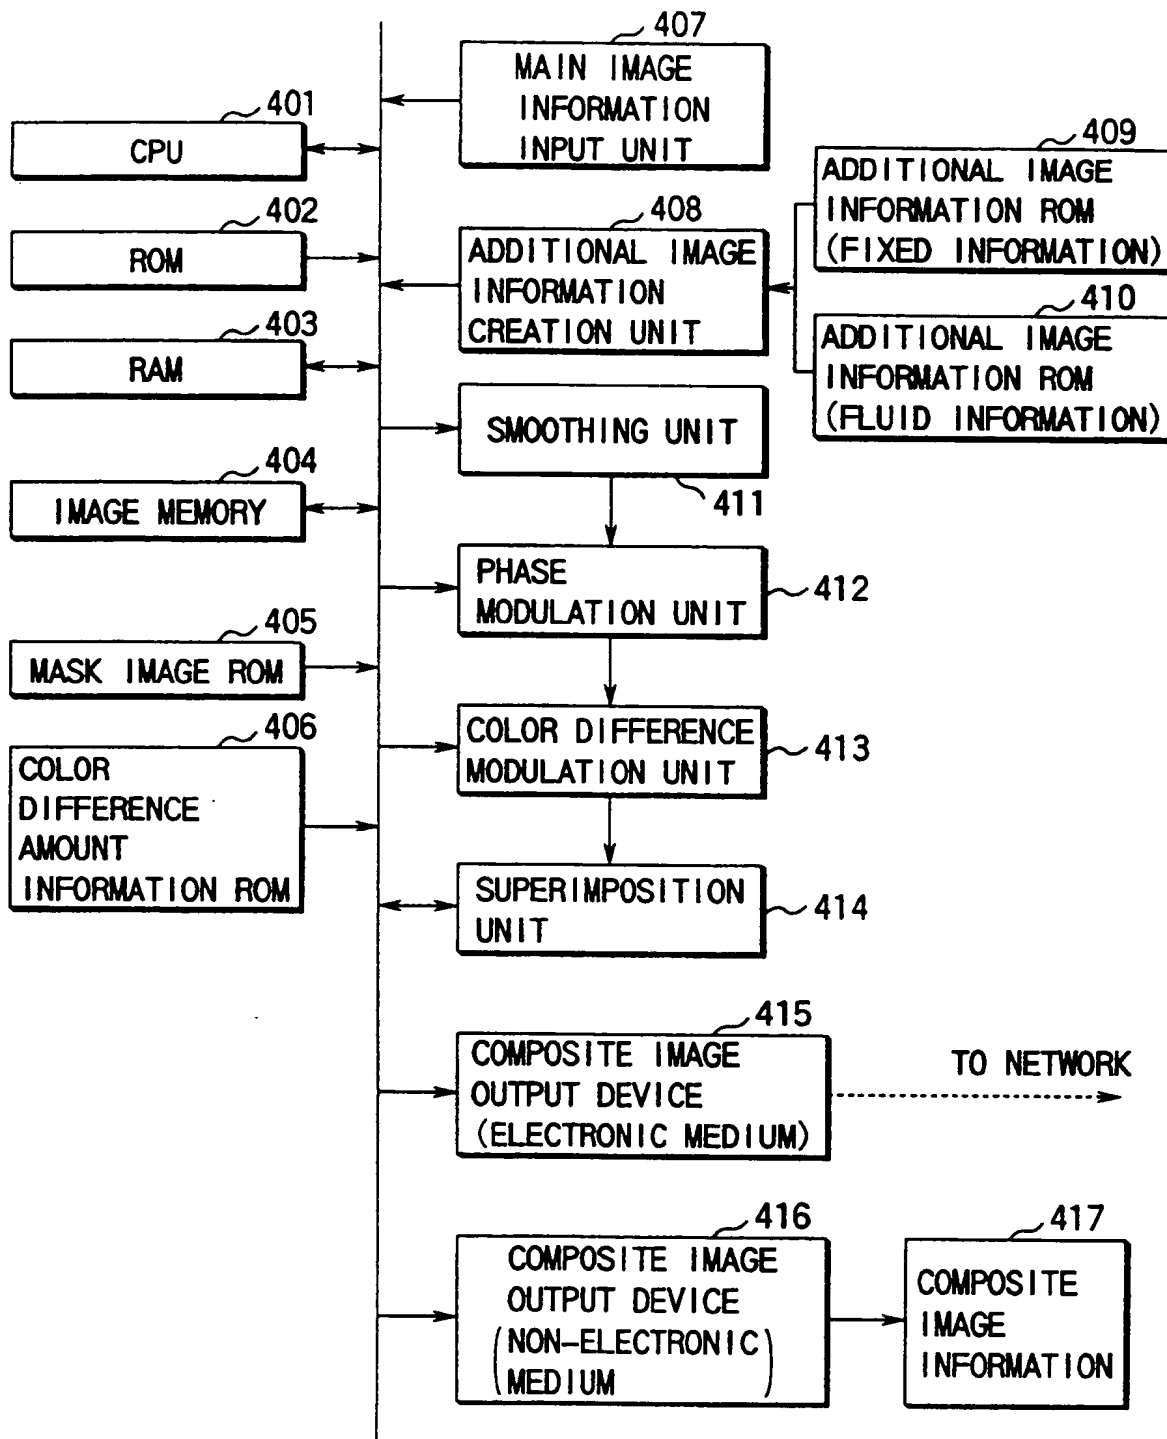 401
CPU
402
ROM
403
RAM
404
IMAGE MEMORY
405
MASK IMAGE ROM
406
COLOR
DIFFERENCE
AMOUNT
INFORMATION ROM
407
MAIN IMAGE
INFORMATION
INPUT UNIT
408
ADDITIONAL IMAGE
INFORMATION
CREATION UNIT
409
ADDITIONAL IMAGE
INFORMATION ROM
(FIXED INFORMATION)
410
ADDITIONAL IMAGE
INFORMATION ROM
(FLUID INFORMATION)
SMOOTHING UNIT
411
PHASE
MODULATION UNIT
412
COLOR DIFFERENCE
MODULATION UNIT
413
SUPERIMPOSITION
UNIT
414
415
COMPOSITE IMAGE
OUTPUT DEVICE
(ELECTRONIC MEDIUM)
TO NETWORK
416
COMPOSITE IMAGE
OUTPUT DEVICE
(NON-ELECTRONIC
MEDIUM)
417
COMPOSITE
IMAGE
INFORMATION